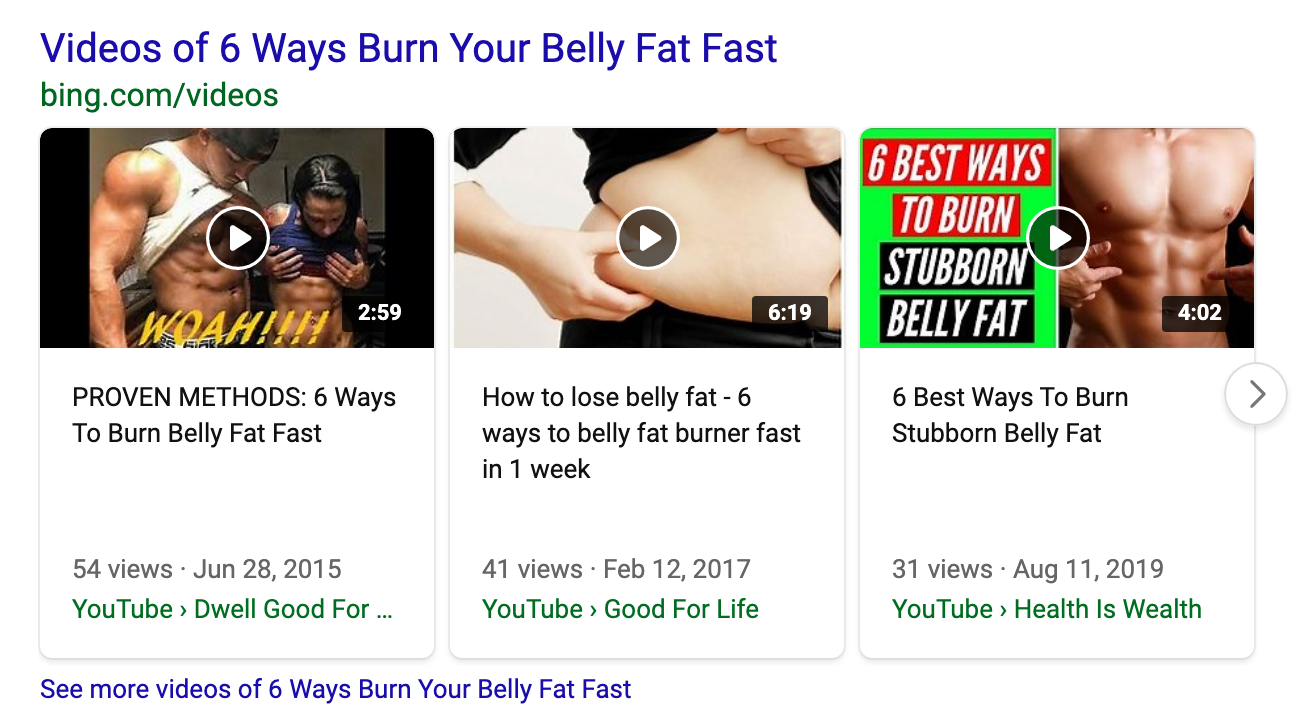 Videos of 6 Ways Burn Your Belly Fat Fast
bing.com/videos
WOAH!!!!
2:59
6:19
6 BEST WAYS
TO BURN
STUBBORN
BELLY FAT
4:02
PROVEN METHODS: 6 Ways
To Burn Belly Fat Fast
54 views · Jun 28, 2015
YouTube › Dwell Good For ...
How to lose belly fat - 6
ways to belly fat burner fast
in 1 week
41 views · Feb 12, 2017
YouTube › Good For Life
6 Best Ways To Burn
Stubborn Belly Fat
31 views · Aug 11, 2019
YouTube › Health Is Wealth
See more videos of 6 Ways Burn Your Belly Fat Fast